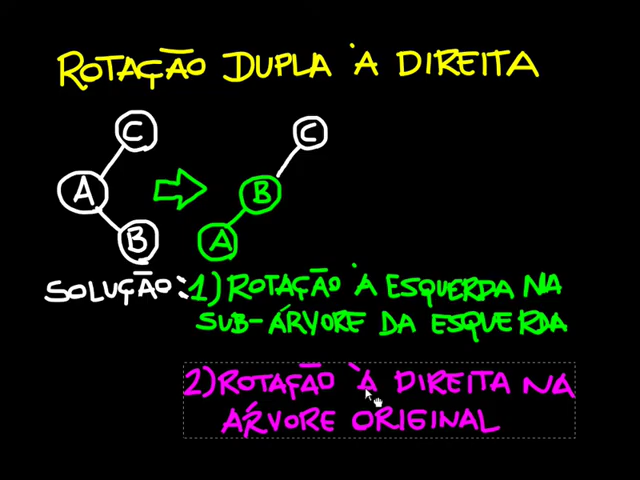 ROTAÇÃO DUPLA À DIREITA
C
C
A
B
B
A
SOLUÇÃO: 1) ROTAÇÃO À ESQUERDA NA
SUB-ÁRVORE DA ESQUERDA
2) ROTAÇÃO À DIREITA NA
ÁRVORE ORIGINAL